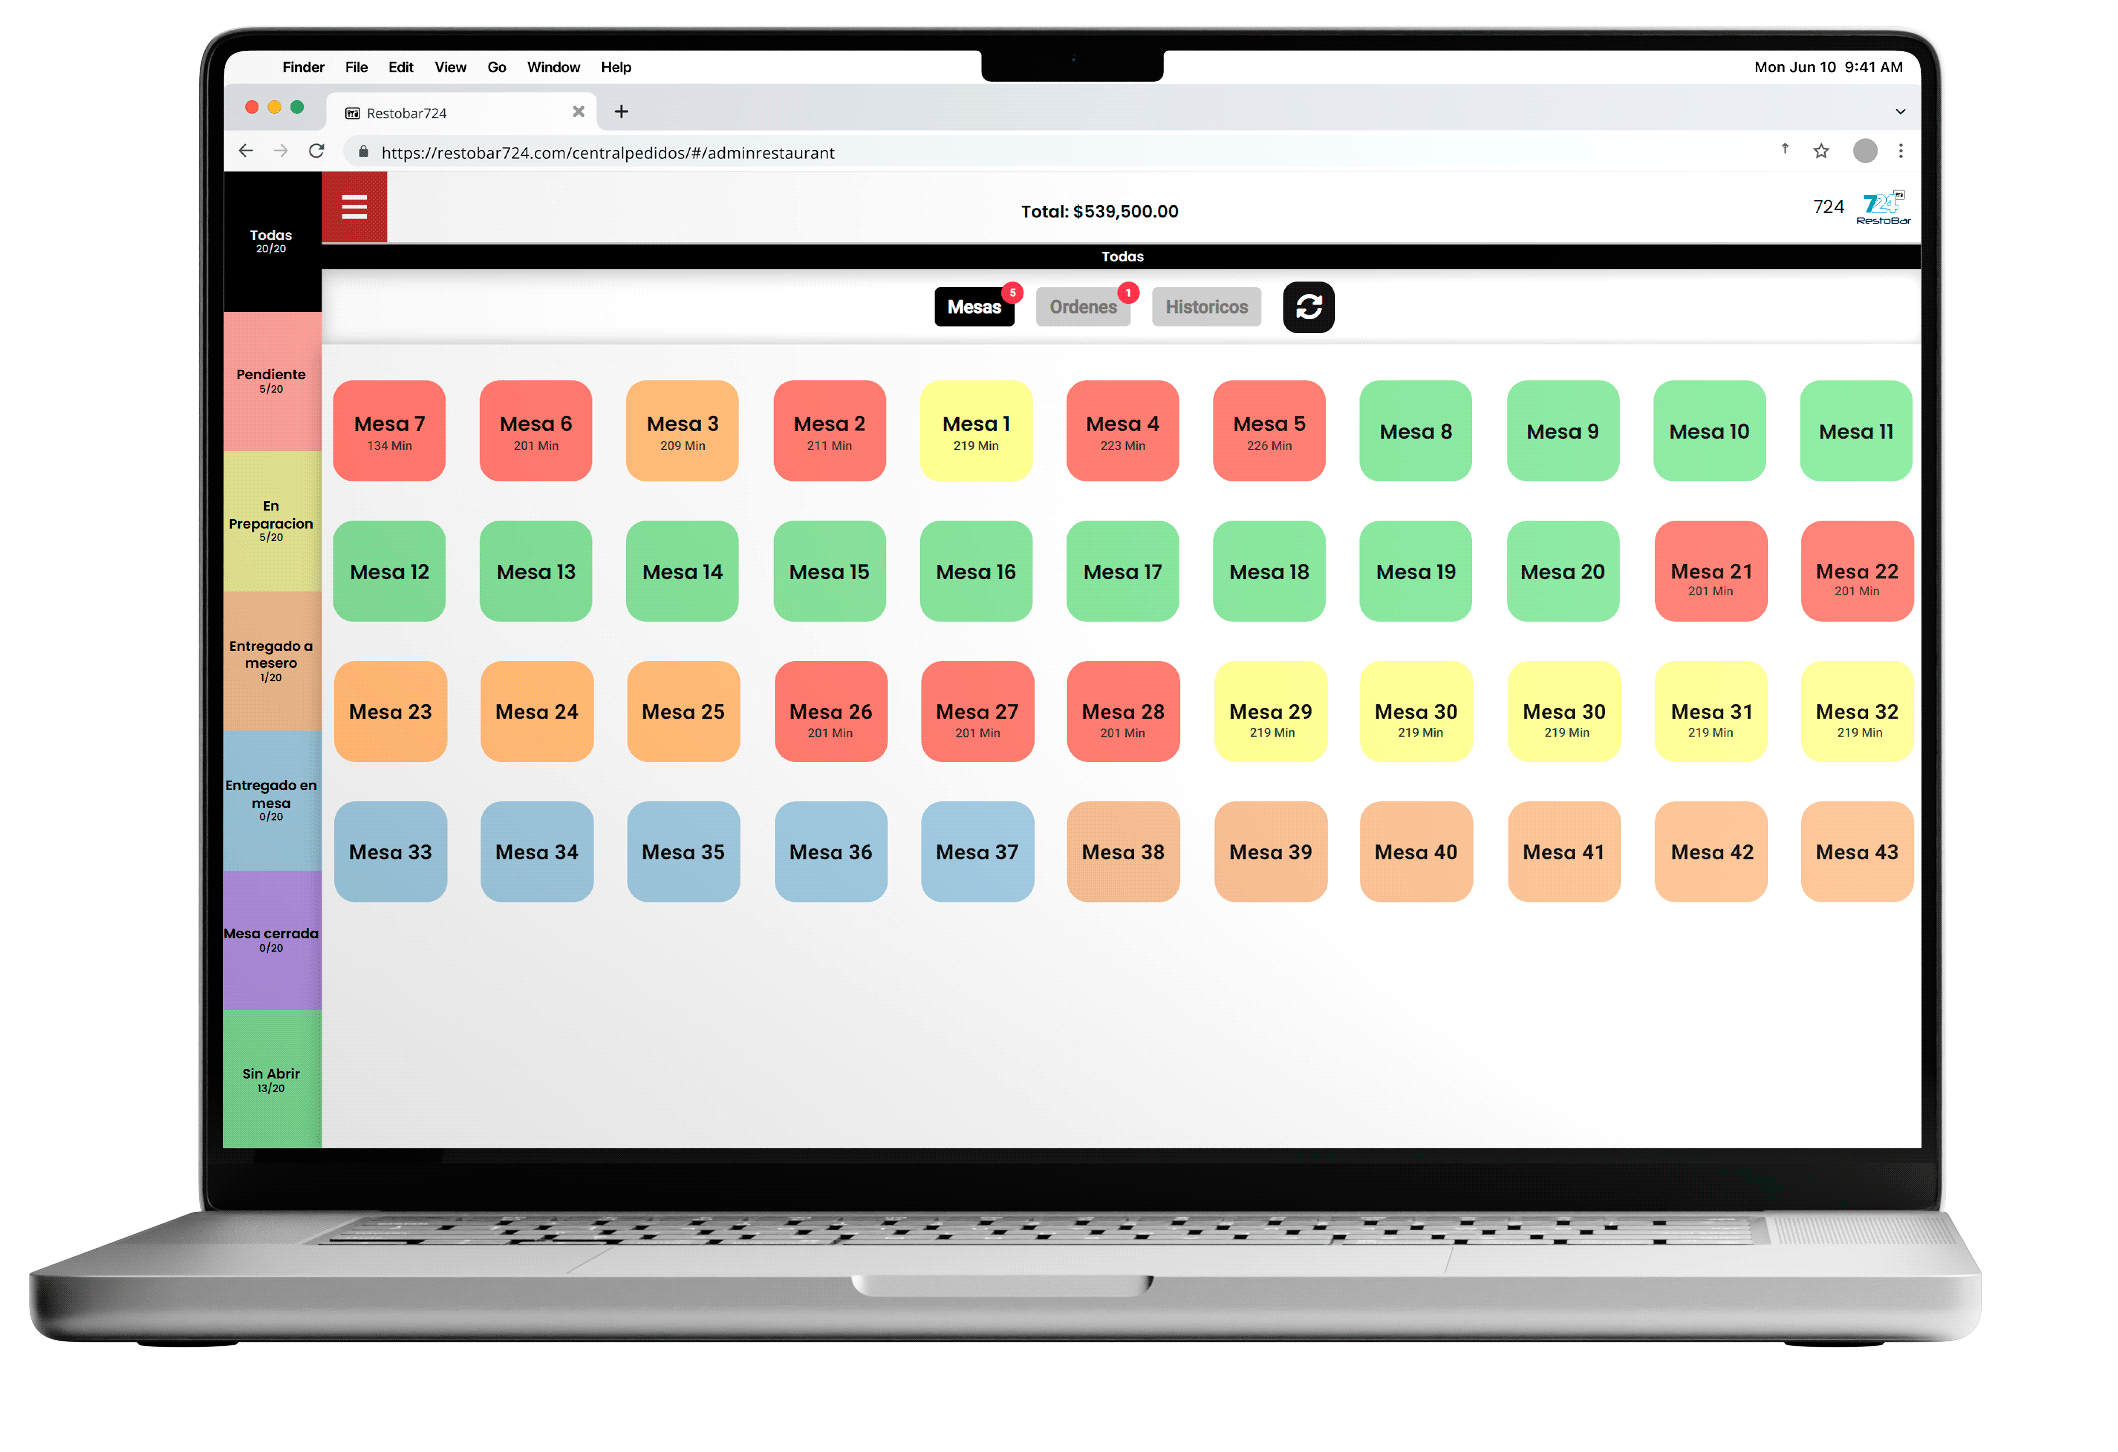 Finder File Edit View Go Window Help
Mon Jun 10 9:41 AM
Restobar724
https://restobar724.com/centralpedidos/#/adminrestaurant
Total: $539,500.00
724
724
RestoBar
Todas
Mesas 5
Ordenes 1
Historicos
Todas
20/20
Pendiente
5/20
En
Preparacion
5/20
Entregado a
mesero
1/20
Entregado en
mesa
0/20
Mesa cerrada
0/20
Sin Abrir
13/20
Mesa 7
134 Min
Mesa 6
201 Min
Mesa 3
209 Min
Mesa 2
211 Min
Mesa 1
219 Min
Mesa 4
223 Min
Mesa 5
226 Min
Mesa 8
Mesa 9
Mesa 10
Mesa 11
Mesa 12
Mesa 13
Mesa 14
Mesa 15
Mesa 16
Mesa 17
Mesa 18
Mesa 19
Mesa 20
Mesa 21
201 Min
Mesa 22
201 Min
Mesa 23
Mesa 24
Mesa 25
Mesa 26
201 Min
Mesa 27
201 Min
Mesa 28
201 Min
Mesa 29
219 Min
Mesa 30
219 Min
Mesa 30
219 Min
Mesa 31
219 Min
Mesa 32
219 Min
Mesa 33
Mesa 34
Mesa 35
Mesa 36
Mesa 37
Mesa 38
Mesa 39
Mesa 40
Mesa 41
Mesa 42
Mesa 43